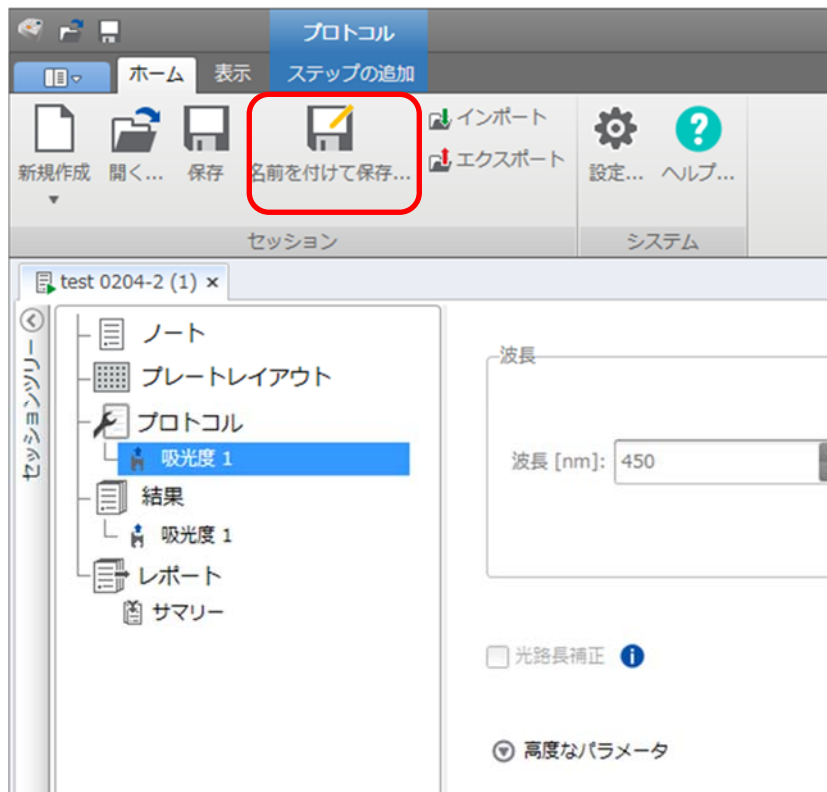 プロトコル
ホーム
表示
ステップの追加
新規作成
開く...
保存
名前を付けて保存...
インポート
エクスポート
設定...
ヘルプ...
セッション
システム
test 0204-2 (1) ×
セッションツリー
ノート
プレートレイアウト
プロトコル
吸光度 1
結果
吸光度 1
レポート
サマリー
波長
波長 [nm]: 450
光路長補正 i
高度なパラメータ